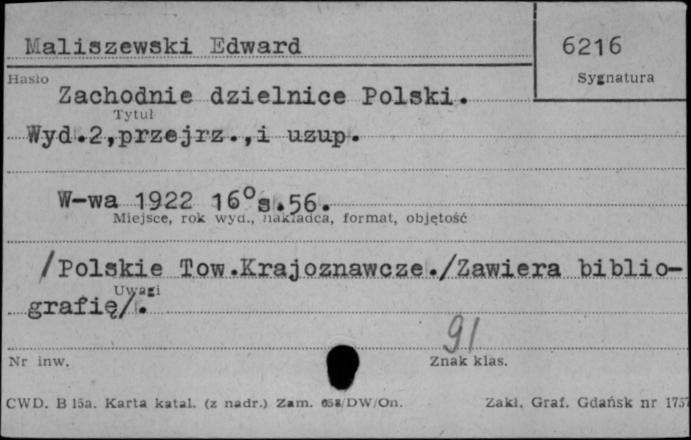 Maliszewski Edward
6216
Hasło
Sygnatura
Zachodnie dzielnice Polski.
Tytuł
Wyd.2,przejrz.,i uzup.
W-wa 1922 16°s.56.
Miejsce, rok wyd., nakładca, format, objętość
/Polskie Tow.Krajoznawcze./Zawiera biblio-
Uwagi
grafię/.
91
Nr inw.
Znak klas.
CWD. B 15a. Karta katal. (z nadr.) Zam. 658/DW/On.
Zakł. Graf. Gdańsk nr